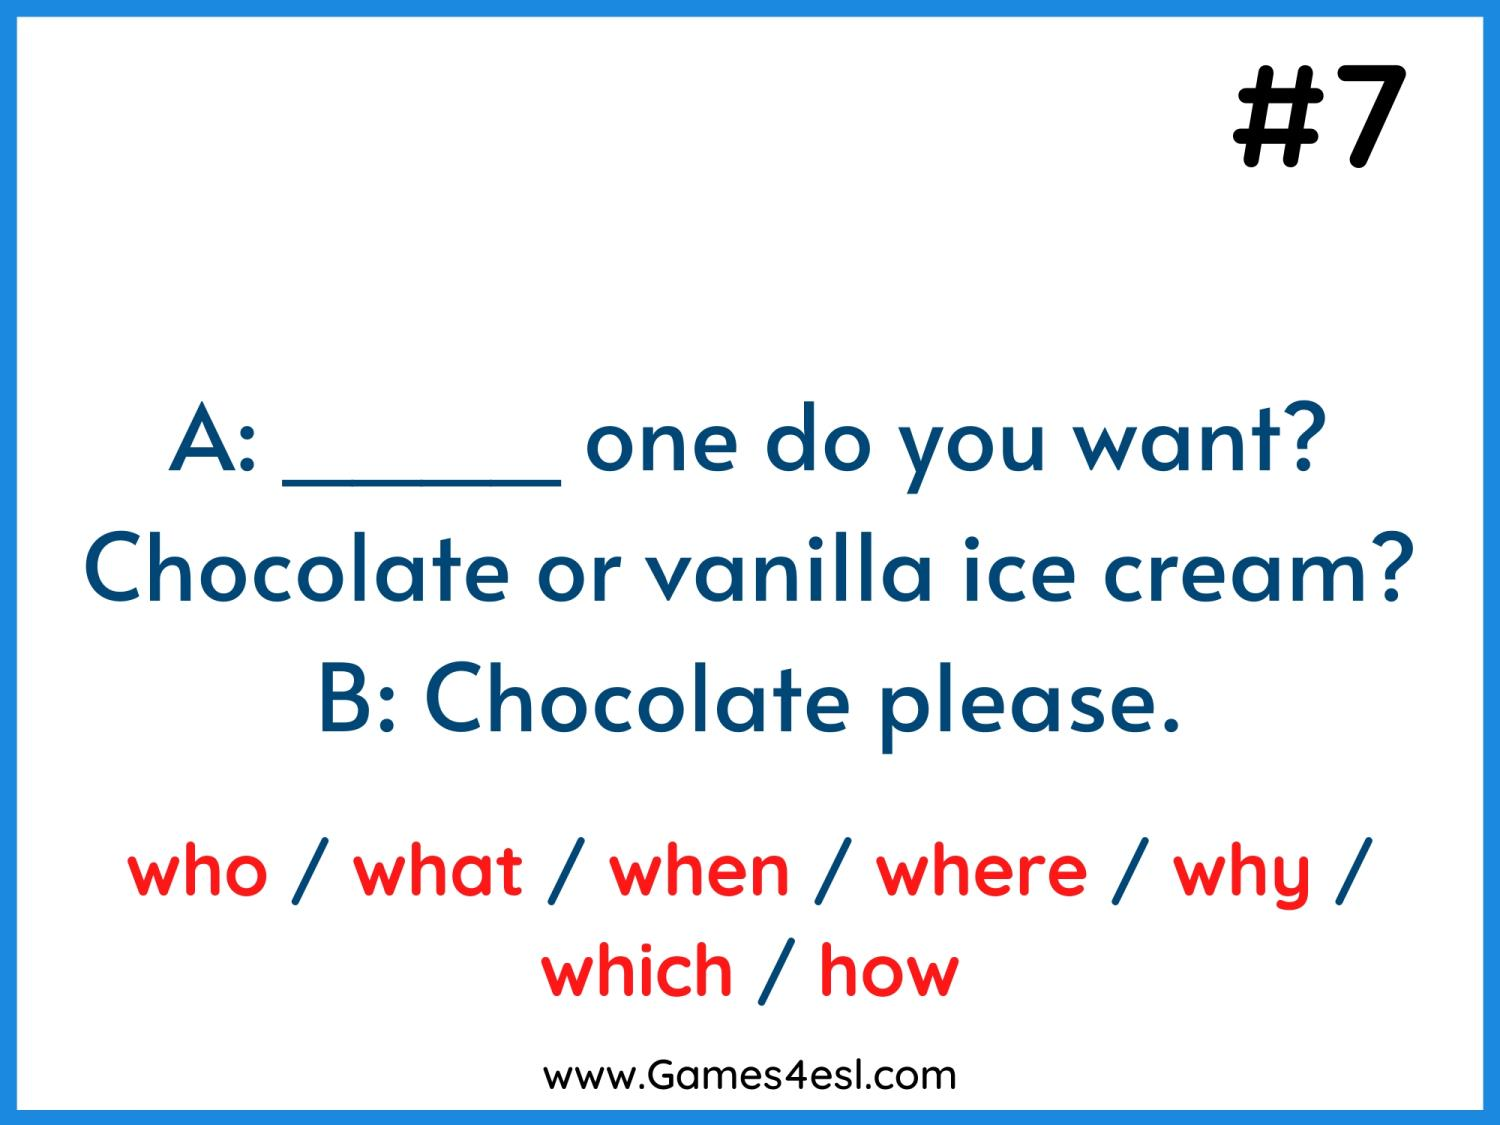 #7
A: ______ one do you want?
Chocolate or vanilla ice cream?
B: Chocolate please.
who / what / when / where / why /
which / how
www.Games4esl.com